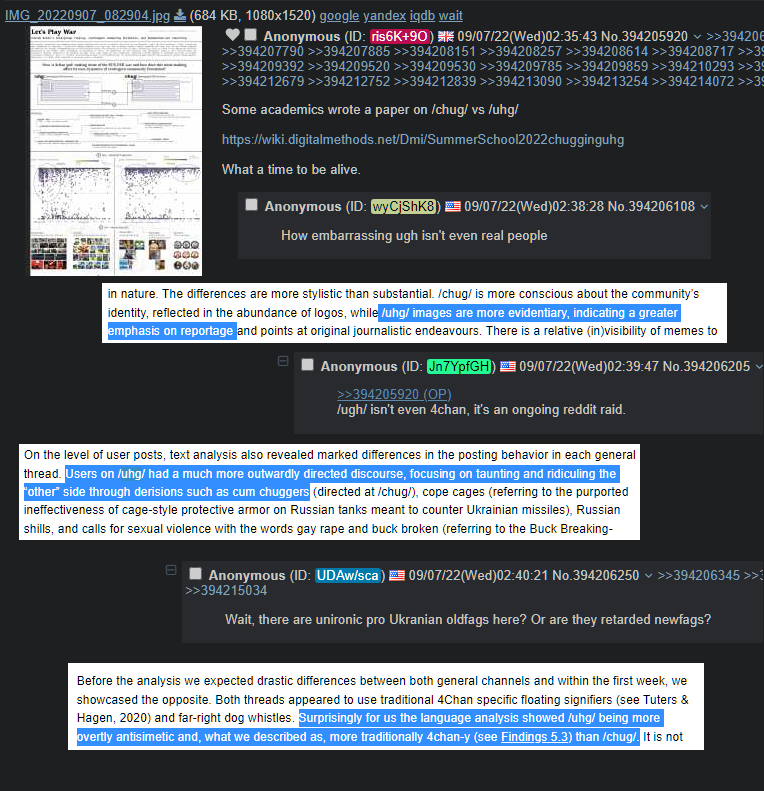 IMG_20220907_082904.jpg (684 KB, 1080x1520) google yandex iqdb wait
Let's Play War
Anonymous (ID: ris6K+9O) 09/07/22(Wed)02:35:43 No.394205920 >>394206
>>394207790 >>394207885 >>394208151 >>394208257 >>394208614 >>394208717 >>3
>>394209392 >>394209520 >>394209530 >>394209785 >>394209859 >>394210293 >>3
>>394212679 >>394212752 >>394212839 >>394213090 >>394213254 >>394214072 >>3
Some academics wrote a paper on /chug/ vs /uhg/
https://wiki.digitalmethods.net/Dmi/SummerSchool2022chugginguhg
What a time to be alive.
Anonymous (ID: wyCjShK8) 09/07/22(Wed)02:38:28 No.394206108
How embarrassing ugh isn't even real people
in nature. The differences are more stylistic than substantial. /chug/ is more conscious about the community's
identity, reflected in the abundance of logos, while /uhg/ images are more evidentiary, indicating a greater
emphasis on reportage and points at original journalistic endeavours. There is a relative (in)visibility of memes to
Anonymous (ID: Jn7YpfGH) 09/07/22(Wed)02:39:47 No.394206205
>>394205920 (OP)
/ugh/ isn't even 4chan, it's an ongoing reddit raid.
On the level of user posts, text analysis also revealed marked differences in the posting behavior in each general
thread. Users on /uhg/ had a much more outwardly directed discourse, focusing on taunting and ridiculing the
"other" side through derisions such as cum chuggers (directed at /chug/), cope cages (referring to the purported
ineffectiveness of cage-style protective armor on Russian tanks meant to counter Ukrainian missiles), Russian
shills, and calls for sexual violence with the words gay rape and buck broken (referring to the Buck Breaking-
Anonymous (ID: UDAw/sca) 09/07/22(Wed)02:40:21 No.394206250 >>394206345 >>3
>>394215034
Wait, there are unironic pro Ukranian oldfags here? Or are they retarded newfags?
Before the analysis we expected drastic differences between both general channels and within the first week, we
showcased the opposite. Both threads appeared to use traditional 4Chan specific floating signifiers (see Tuters &
Hagen, 2020) and far-right dog whistles. Surprisingly for us the language analysis showed /uhg/ being more
overtly antisimetic and, what we described as, more traditionally 4chan-y (see Findings 5.3) than /chug/. It is not